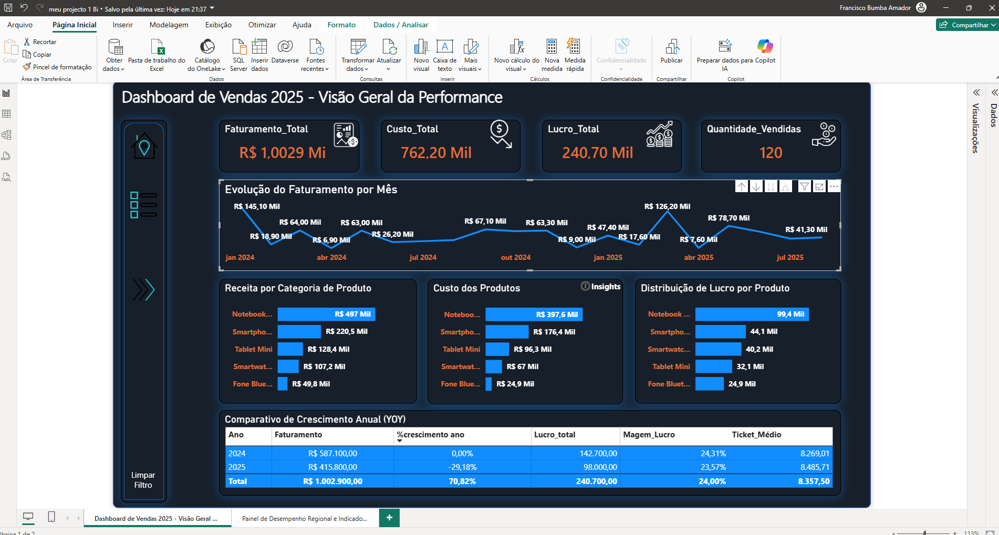 meu projecto 1 Bi • Salvo pela última vez: Hoje em 21:37
Francisco Bumba Amador
Arquivo
Página Inicial
Inserir
Modelagem
Exibição
Otimizar
Ajuda
Formato
Dados / Analisar
Compartilhar
Colar
Recortar
Copiar
Pincel de formatação
Área de Transferência
Obter
dados
Pasta de trabalho do
Excel
Catálogo
do OneLake
SQL
Server
Inserir
dados
Dataverse
Fontes
recentes
Dados
Transformar
dados
Atualizar
Consultas
Novo
visual
Caixa de
texto
Mais
visuais
Inserir
Novo cálculo do
visual
Nova
medida
Medida
rápida
Cálculos
Confidencialidade
Confidencialidade
Publicar
Compartilhar
Preparar dados para
IA
Copilot
Copilot
DAX
TMDL
Visualizações
Dados
Dashboard de Vendas 2025 - Visão Geral da Performance
Faturamento_Total
R$ 1,0029 Mi
Custo_Total
762,20 Mil
Lucro_Total
240,70 Mil
Quantidade_Vendidas
120
Evolução do Faturamento por Mês
R$ 145,10 Mil
R$ 18,90 Mil
R$ 64,00 Mil
R$ 6,90 Mil
R$ 63,00 Mil
R$ 26,20 Mil
R$ 67,10 Mil
R$ 63,30 Mil
R$ 9,00 Mil
R$ 47,40 Mil
R$ 17,60 Mil
R$ 126,20 Mil
R$ 7,60 Mil
R$ 78,70 Mil
R$ 41,30 Mil
jan 2024
abr 2024
jul 2024
out 2024
jan 2025
abr 2025
jul 2025
Receita por Categoria de Produto
Notebook...
R$ 497 Mil
Smartpho...
R$ 220,5 Mil
Tablet Mini
R$ 128,4 Mil
Smartwat...
R$ 107,2 Mil
Fone Blue...
R$ 49,8 Mil
Custo dos Produtos
Insights
Noteboo...
R$ 397,6 Mil
Smartpho...
R$ 176,4 Mil
Tablet Mini
R$ 96,3 Mil
Smartwat...
R$ 67 Mil
Fone Blue...
R$ 24,9 Mil
Distribuição de Lucro por Produto
Notebook ...
99,4 Mil
Smartpho...
44,1 Mil
Smartwatc...
40,2 Mil
Tablet Mini
32,1 Mil
Fone Bluet...
24,9 Mil
Comparativo de Crescimento Anual (YOY)
Ano Faturamento %crescimento ano Lucro_total Magem_Lucro Ticket_Médio
2024 R$ 587.100,00 0,00% 142.700,00 24,31% 8.269,01
2025 R$ 415.800,00 -29,18% 98.000,00 23,57% 8.485,71
Total R$ 1.002.900,00 70,82% 240.700,00 24,00% 8.357,50
Limpar
Filtro
Dashboard de Vendas 2025 - Visão Geral ...
Painel de Desempenho Regional e Indicado...
Página 1 de 2
113%